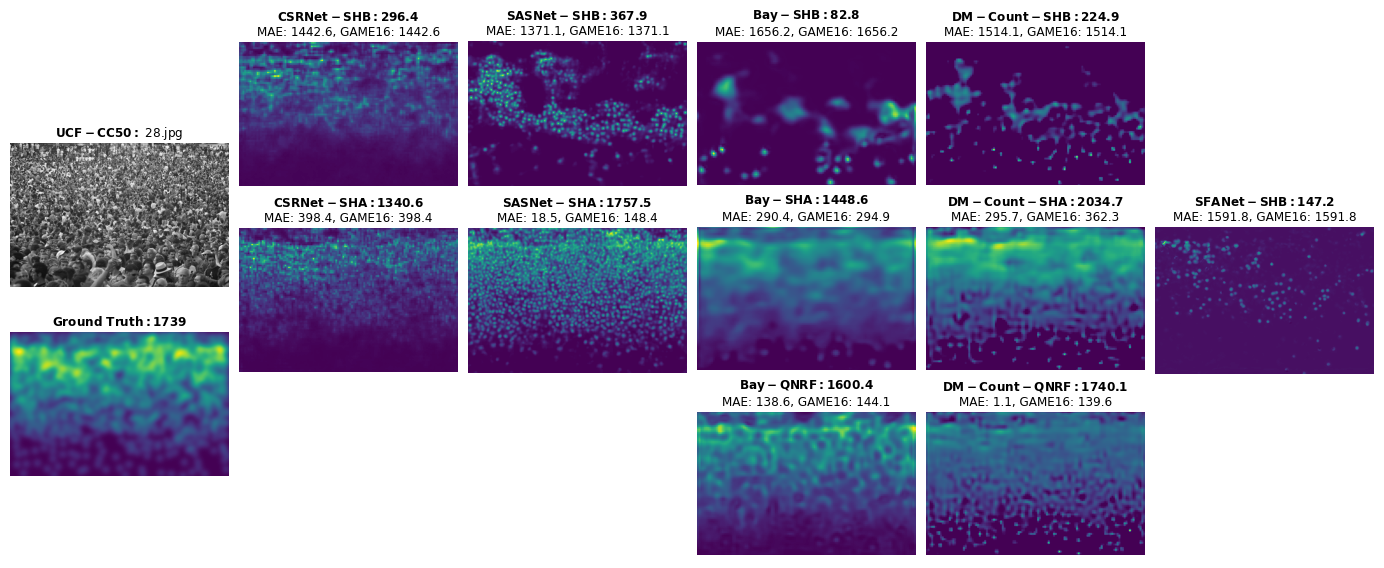 CSRNet − SHB : 296.4
MAE: 1442.6, GAME16: 1442.6
SASNet − SHB : 367.9
MAE: 1371.1, GAME16: 1371.1
Bay − SHB : 82.8
MAE: 1656.2, GAME16: 1656.2
DM − Count − SHB : 224.9
MAE: 1514.1, GAME16: 1514.1
UCF − CC50 : 28.jpg
CSRNet − SHA : 1340.6
MAE: 398.4, GAME16: 398.4
SASNet − SHA : 1757.5
MAE: 18.5, GAME16: 148.4
Bay − SHA : 1448.6
MAE: 290.4, GAME16: 294.9
DM − Count − SHA : 2034.7
MAE: 295.7, GAME16: 362.3
SFANet − SHB : 147.2
MAE: 1591.8, GAME16: 1591.8
Ground Truth : 1739
Bay − QNRF : 1600.4
MAE: 138.6, GAME16: 144.1
DM − Count − QNRF : 1740.1
MAE: 1.1, GAME16: 139.6